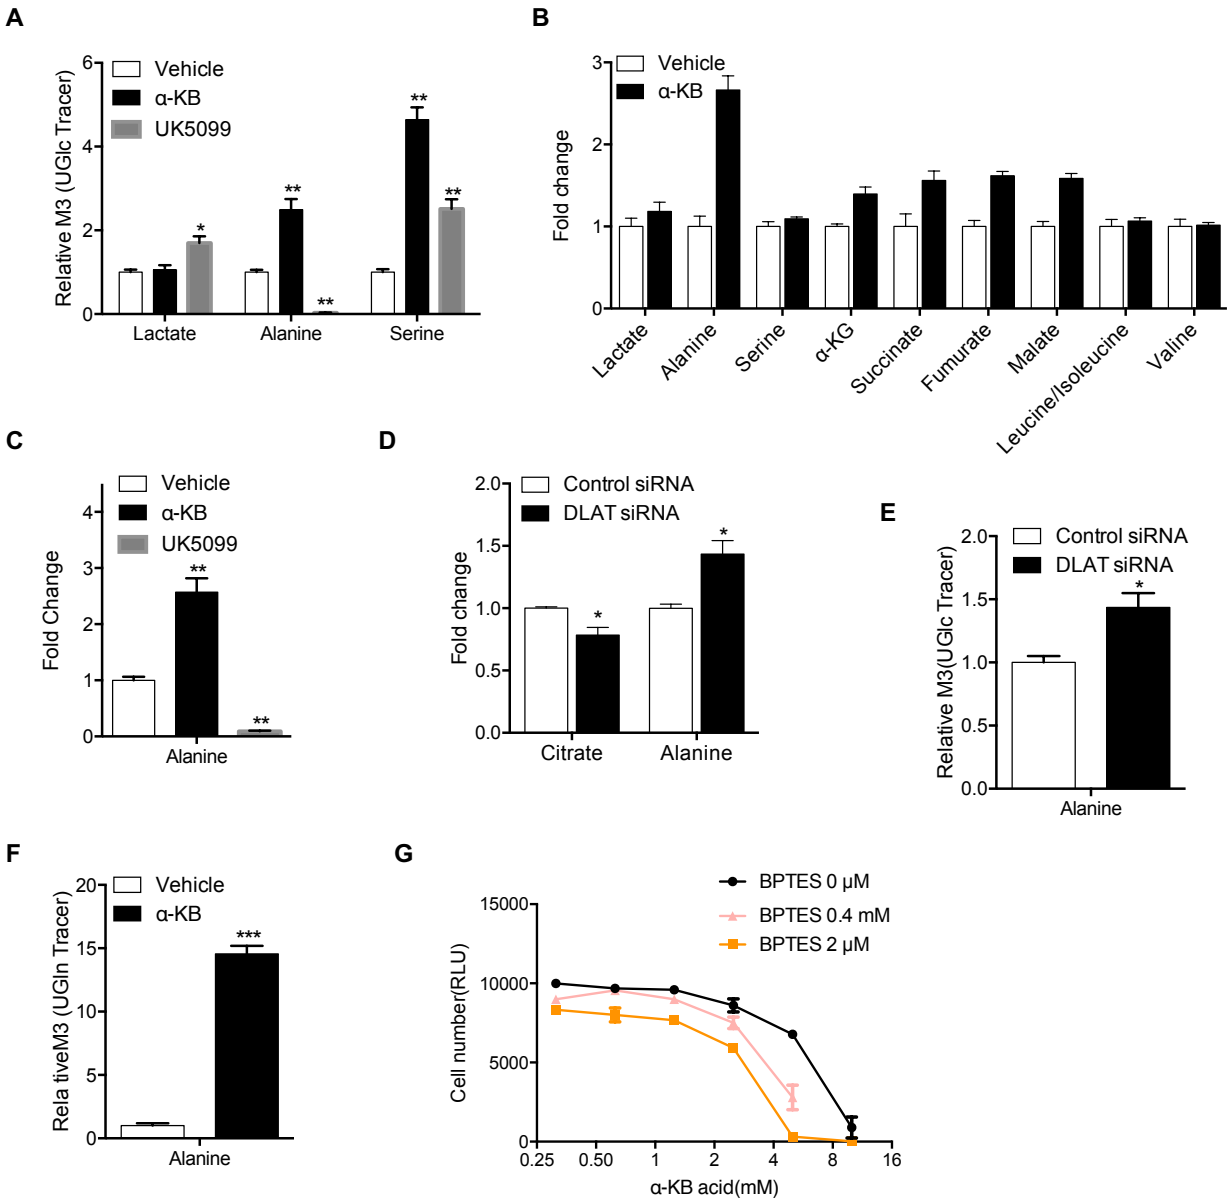 A
Relative M3 (UGlc Tracer)
6
4
2
0
Vehicle
α-KB
UK5099
**
**
**
*
**
Lactate Alanine Serine
B
Fold change
3
2
1
0
Vehicle
α-KB
Lactate
Alanine
Serine
α-KG
Succinate
Fumurate
Malate
Leucine/Isoleucine
Valine
C
Fold Change
4
3
2
1
0
Vehicle
α-KB
UK5099
**
**
Alanine
D
Fold change
2.0
1.5
1.0
0.5
0.0
Control siRNA
DLAT siRNA
*
*
Citrate Alanine
E
Relative M3(UGlc Tracer)
2.0
1.5
1.0
0.5
0.0
Control siRNA
DLAT siRNA
*
Alanine
F
Rela tiveM3 (UGln Tracer)
20
15
10
5
0
Vehicle
α-KB
***
Alanine
G
BPTES 0 μM
BPTES 0.4 mM
BPTES 2 μM
Cell number(RLU)
15000
10000
5000
0
0.25 0.50 1 2 4 8 16
α-KB acid(mM)